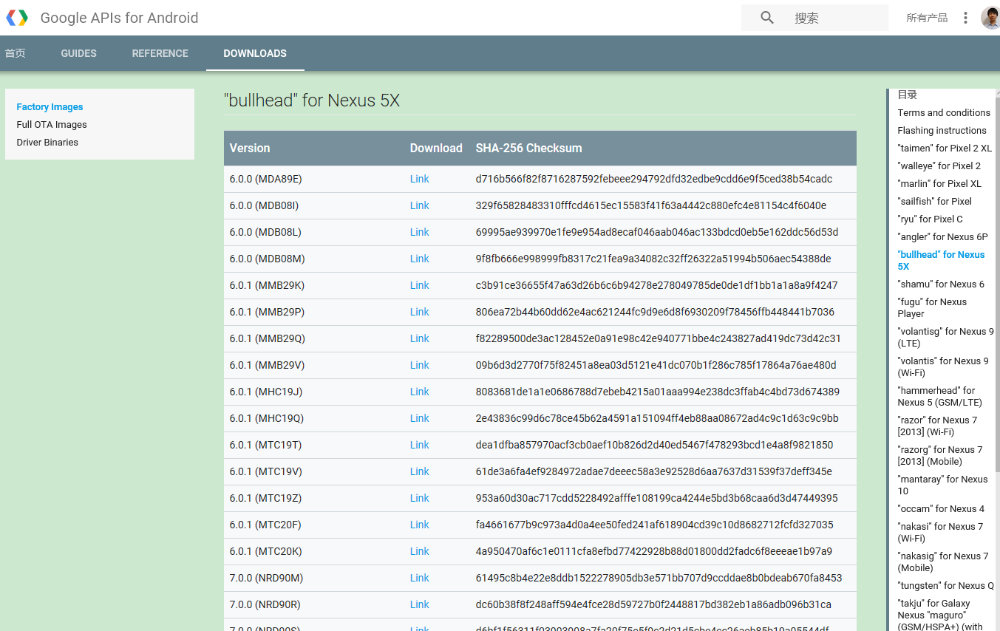 Google APIs for Android
搜索
所有产品
首页 GUIDES REFERENCE DOWNLOADS
Factory Images
Full OTA Images
Driver Binaries
"bullhead" for Nexus 5X
Version Download SHA-256 Checksum
6.0.0 (MDA89E) Link d716b566f82f8716287592febeee294792dfd32edbe9cdd6e9f5ced38b54cadc
6.0.0 (MDB08I) Link 329f65828483310fffcd4615ec15583f41f63a4442c880efc4e81154c4f6040e
6.0.0 (MDB08L) Link 69995ae939970e1fe9e954ad8ecaf046aab046ac133bdcd0eb5e162ddc56d53d
6.0.0 (MDB08M) Link 9f8fb666e998999fb8317c21fea9a34082c32ff26322a51994b506aec54388de
6.0.1 (MMB29K) Link c3b91ce36655f47a63d26b6c6b94278e278049785de0de1df1bb1a1a8a9f4247
6.0.1 (MMB29P) Link 806ea72b44b60dd62e4ac621244fc9d9e6d8f6930209f78456ffb448441b7036
6.0.1 (MMB29Q) Link f82289500de3ac128452e0a91e98c42e940771bbe4c243827ad419dc73d42c31
6.0.1 (MMB29V) Link 09b6d3d2770f75f82451a8ea03d5121e41dc070b1f286c785f17864a76ae480d
6.0.1 (MHC19J) Link 8083681de1a1e0686788d7ebeb4215a01aaa994e238dc3ffab4c4bd73d674389
6.0.1 (MHC19Q) Link 2e43836c99d6c78ce45b62a4591a151094ff4eb88aa08672ad4c9c1d63c9c9bb
6.0.1 (MTC19T) Link dea1dfba857970acf3cb0aef10b826d2d40ed5467f478293bcd1e4a8f9821850
6.0.1 (MTC19V) Link 61de3a6fa4ef9284972adae7deeec58a3e92528d6aa7637d31539f37deff345e
6.0.1 (MTC19Z) Link 953a60d30ac717cdd5228492afffe108199ca4244e5bd3b68caa6d3d47449395
6.0.1 (MTC20F) Link fa4661677b9c973a4d0a4ee50fed241af618904cd39c10d8682712fcfd327035
6.0.1 (MTC20K) Link 4a950470af6c1e0111cfa8efbd77422928b88d01800dd2fadc6f8eeeae1b97a9
7.0.0 (NRD90M) Link 61495c8b4e22e8ddb1522278905db3e571bb707d9ccddae8b0bdeab670fa8453
7.0.0 (NRD90R) Link dc60b38f8f248aff594e4fce28d59727b0f2448817bd382eb1a86adb096b31ca
7.0.0 (NRD90S) Link
目录
Terms and conditions
Flashing instructions
"taimen" for Pixel 2 XL
"walleye" for Pixel 2
"marlin" for Pixel XL
"sailfish" for Pixel
"ryu" for Pixel C
"angler" for Nexus 6P
"bullhead" for Nexus
5X
"shamu" for Nexus 6
"fugu" for Nexus
Player
"volantisg" for Nexus 9
(LTE)
"volantis" for Nexus 9
(Wi-Fi)
"hammerhead" for
Nexus 5 (GSM/LTE)
"razor" for Nexus 7
[2013] (Wi-Fi)
"razorg" for Nexus 7
[2013] (Mobile)
"mantaray" for Nexus
10
"occam" for Nexus 4
"nakasi" for Nexus 7
(Wi-Fi)
"nakasig" for Nexus 7
(Mobile)
"tungsten" for Nexus Q
"takju" for Galaxy
Nexus "maguro"
(GSM/HSPA+) (with